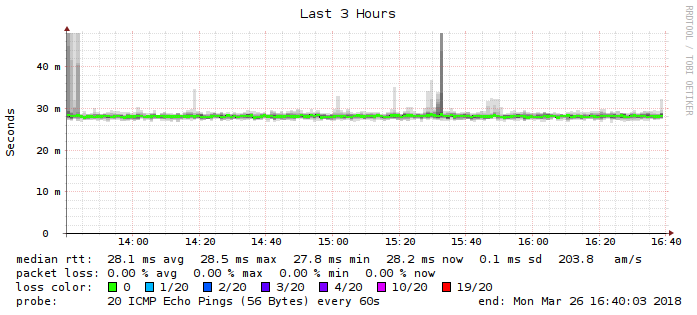 Last 3 Hours
RRDTOOL / TOBI OETIKER
Seconds
40 m
30 m
20 m
10 m
0
14:00 14:20 14:40 15:00 15:20 15:40 16:00 16:20 16:40
median rtt: 28.1 ms avg 28.5 ms max 27.8 ms min 28.2 ms now 0.1 ms sd 203.8 am/s
packet loss: 0.00 % avg 0.00 % max 0.00 % min 0.00 % now
loss color: 0 1/20 2/20 3/20 4/20 10/20 19/20
probe: 20 ICMP Echo Pings (56 Bytes) every 60s end: Mon Mar 26 16:40:03 2018